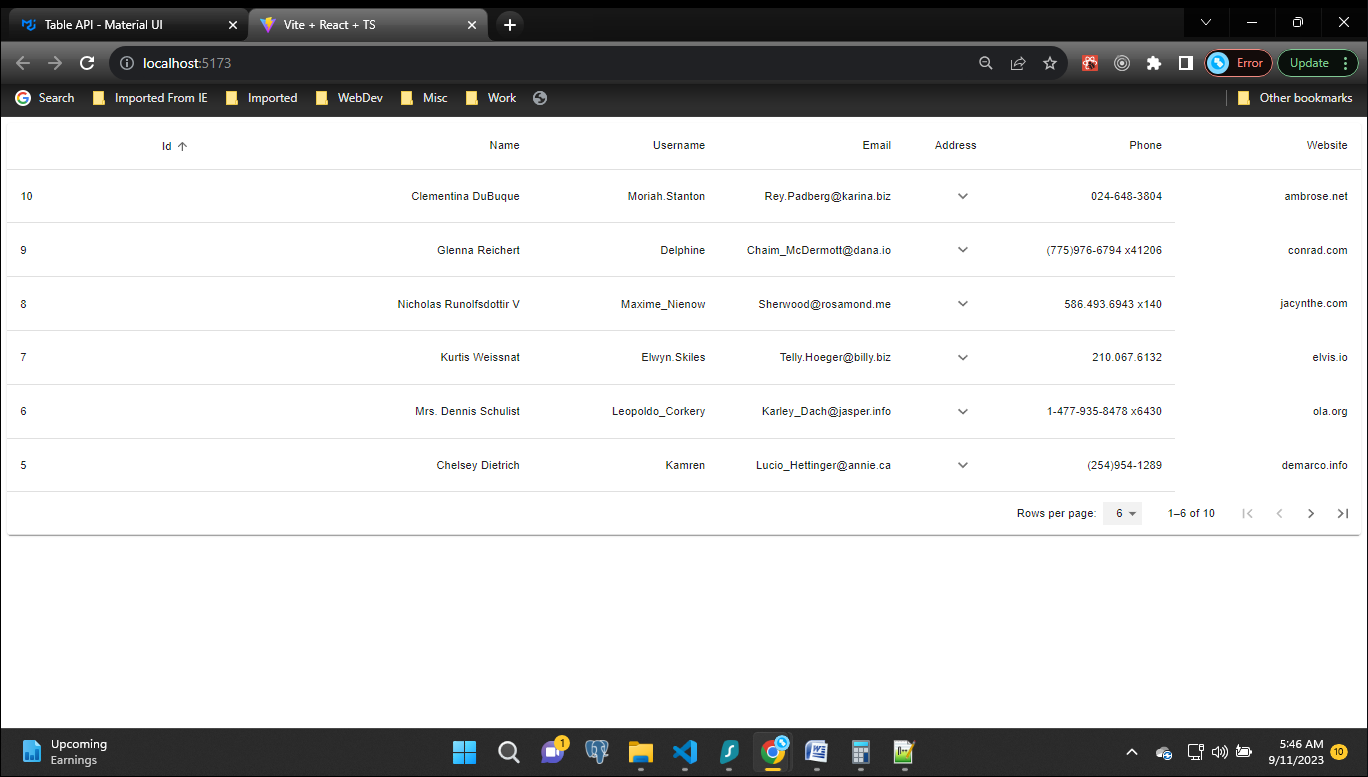 Table API - Material UI
Vite + React + TS
localhost:5173
Error
Update
Search
Imported From IE
Imported
WebDev
Misc
Work
Other bookmarks
Id Name Username Email Address Phone Website
10 Clementina DuBuque Moriah.Stanton Rey.Padberg@karina.biz 024-648-3804 ambrose.net
9 Glenna Reichert Delphine Chaim_McDermott@dana.io (775)976-6794 x41206 conrad.com
8 Nicholas Runolfsdottir V Maxime_Nienow Sherwood@rosamond.me 586.493.6943 x140 jacynthe.com
7 Kurtis Weissnat Elwyn.Skiles Telly.Hoeger@billy.biz 210.067.6132 elvis.io
6 Mrs. Dennis Schulist Leopoldo_Corkery Karley_Dach@jasper.info 1-477-935-8478 x6430 ola.org
5 Chelsey Dietrich Kamren Lucio_Hettinger@annie.ca (254)954-1289 demarco.info
Rows per page: 6 1–6 of 10
Upcoming
Earnings
1
W
5:46 AM
9/11/2023
10